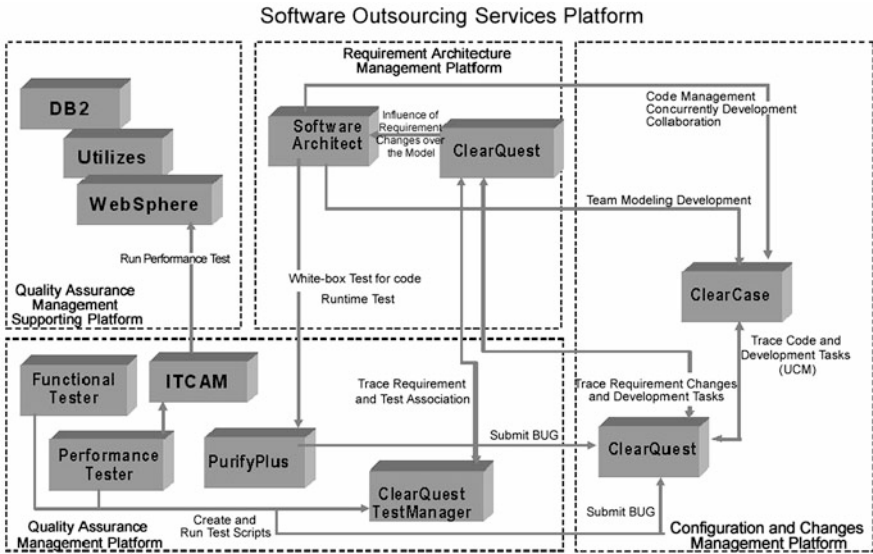 Software Outsourcing Services Platform
DB2
Utilizes
WebSphere
Run Performance Test
Quality Assurance
Management
Supporting Platform
Requirement Architecture
Management Platform
Software
Architect
Influence of
Requirement
Changes over
the Model
ClearQuest
White-box Test for code
Runtime Test
Code Management
Concurrently Development
Collaboration
Team Modeling Development
ClearCase
Trace Code and
Development Tasks
(UCM)
Trace Requirement Changes
and Development Tasks
ClearQuest
Submit BUG
Configuration and Changes
Management Platform
Functional
Tester
ITCAM
Performance
Tester
PurifyPlus
Trace Requirement
and Test Association
Submit BUG
ClearQuest
TestManager
Create and
Run Test Scripts
Quality Assurance
Management Platform